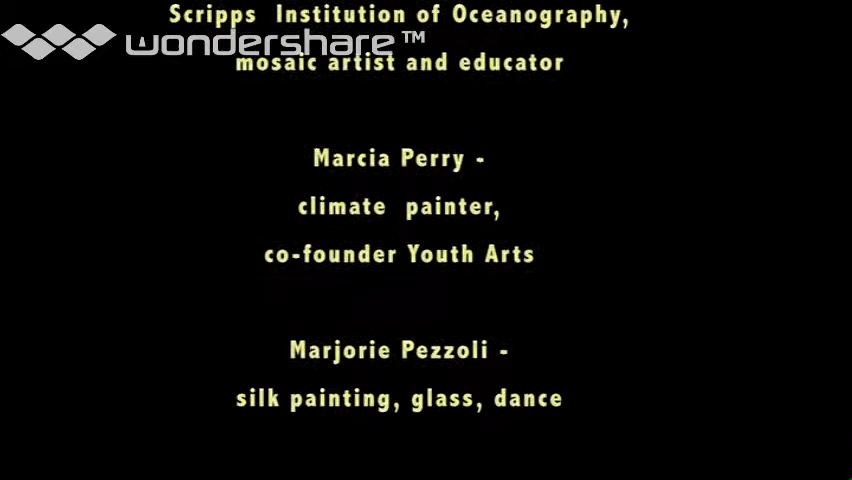 Scripps Institution of Oceanography,
wondershare™
mosaic artist and educator
Marcia Perry -
climate painter,
co-founder Youth Arts
Marjorie Pezzoli -
silk painting, glass, dance